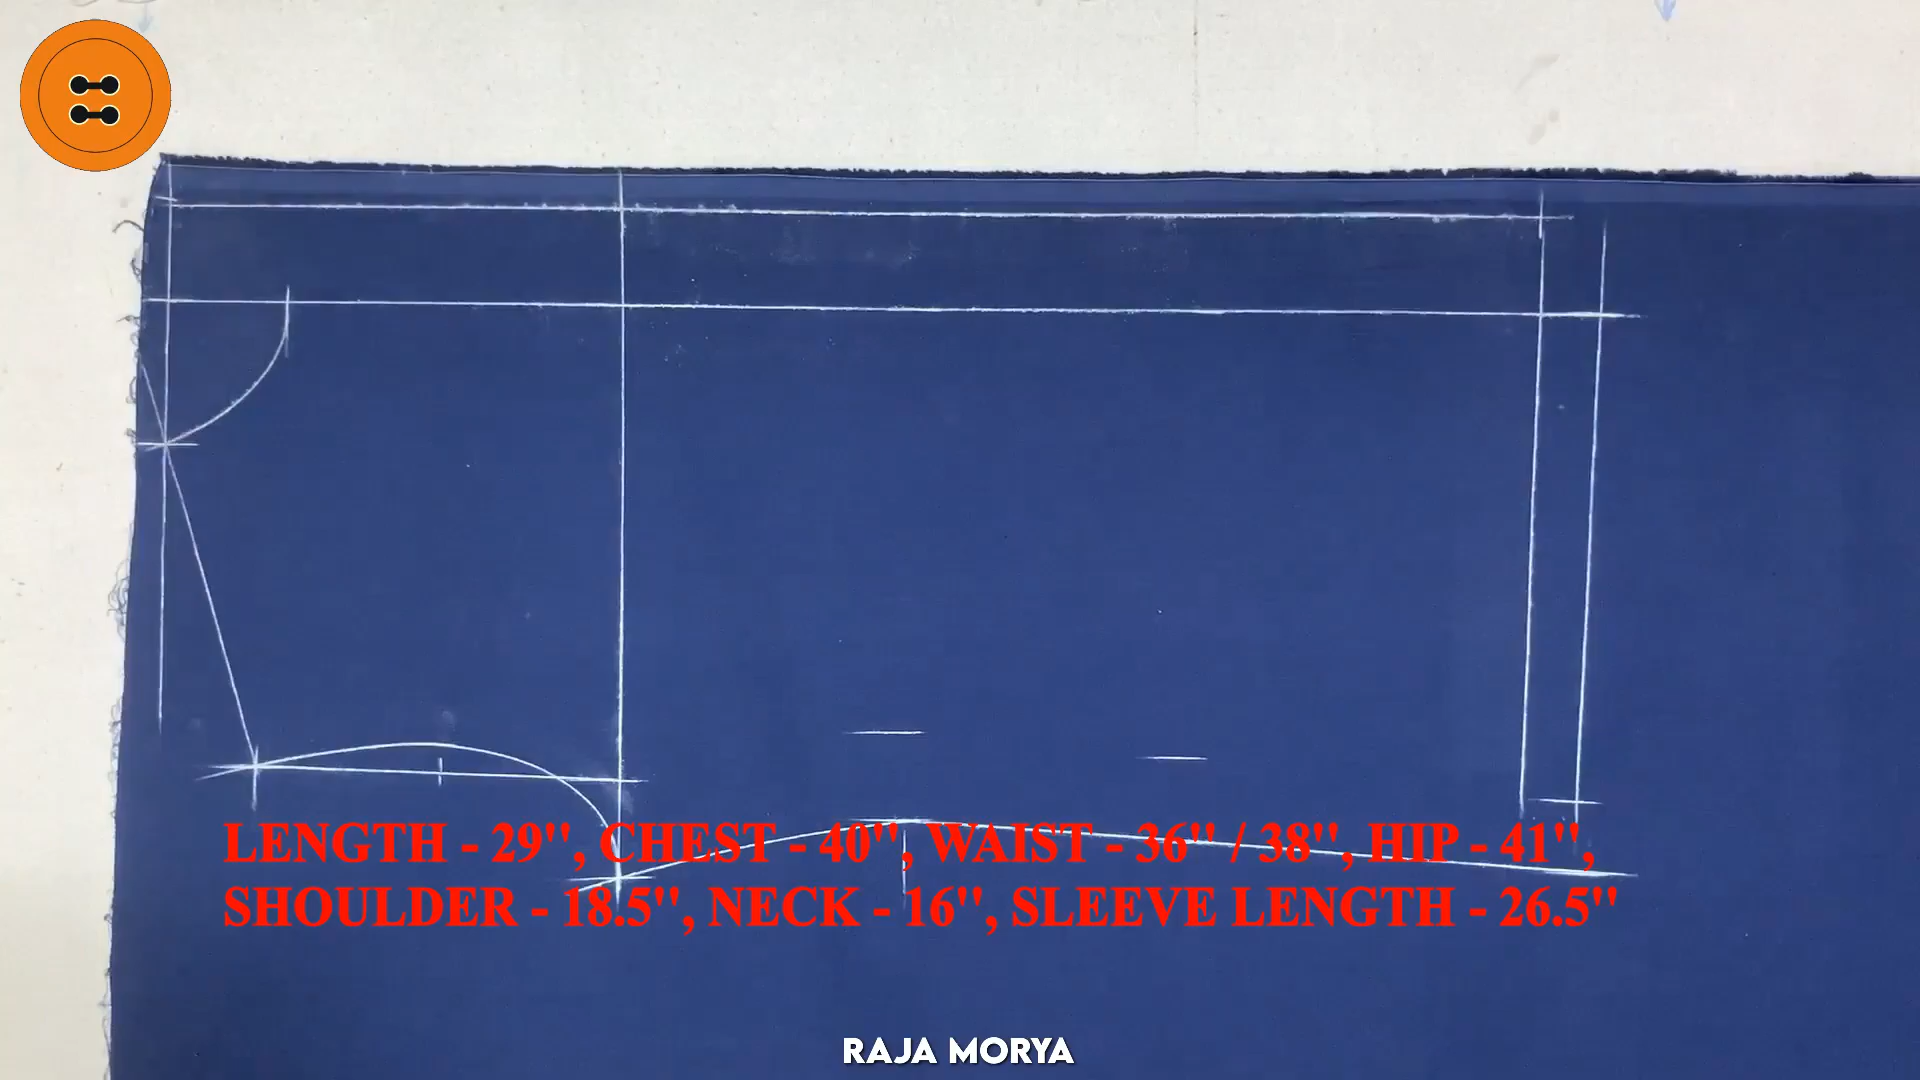 LENGTH - 29'', CHEST - 40'', WAIST - 36'' / 38'', HIP - 41'',
SHOULDER - 18.5'', NECK - 16'', SLEEVE LENGTH - 26.5''
RAJA MORYA